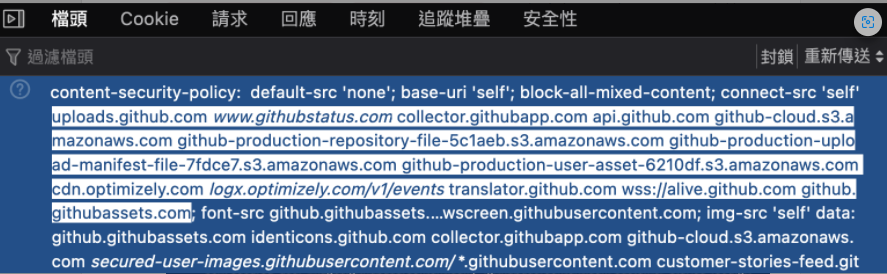 檔頭 Cookie 請求 回應 時刻 追蹤堆疊 安全性
過濾檔頭 封鎖 重新傳送
content-security-policy: default-src 'none'; base-uri 'self'; block-all-mixed-content; connect-src 'self'
uploads.github.com www.githubstatus.com collector.githubapp.com api.github.com github-cloud.s3.a
mazonaws.com github-production-repository-file-5c1aeb.s3.amazonaws.com github-production-uplo
ad-manifest-file-7fdce7.s3.amazonaws.com github-production-user-asset-6210df.s3.amazonaws.com
cdn.optimizely.com logx.optimizely.com/v1/events translator.github.com wss://alive.github.com github.
githubassets.com; font-src github.githubassets.…wscreen.githubusercontent.com; img-src 'self' data:
github.githubassets.com identicons.github.com collector.githubapp.com github-cloud.s3.amazonaws.
com secured-user-images.githubusercontent.com/ *.githubusercontent.com customer-stories-feed.git